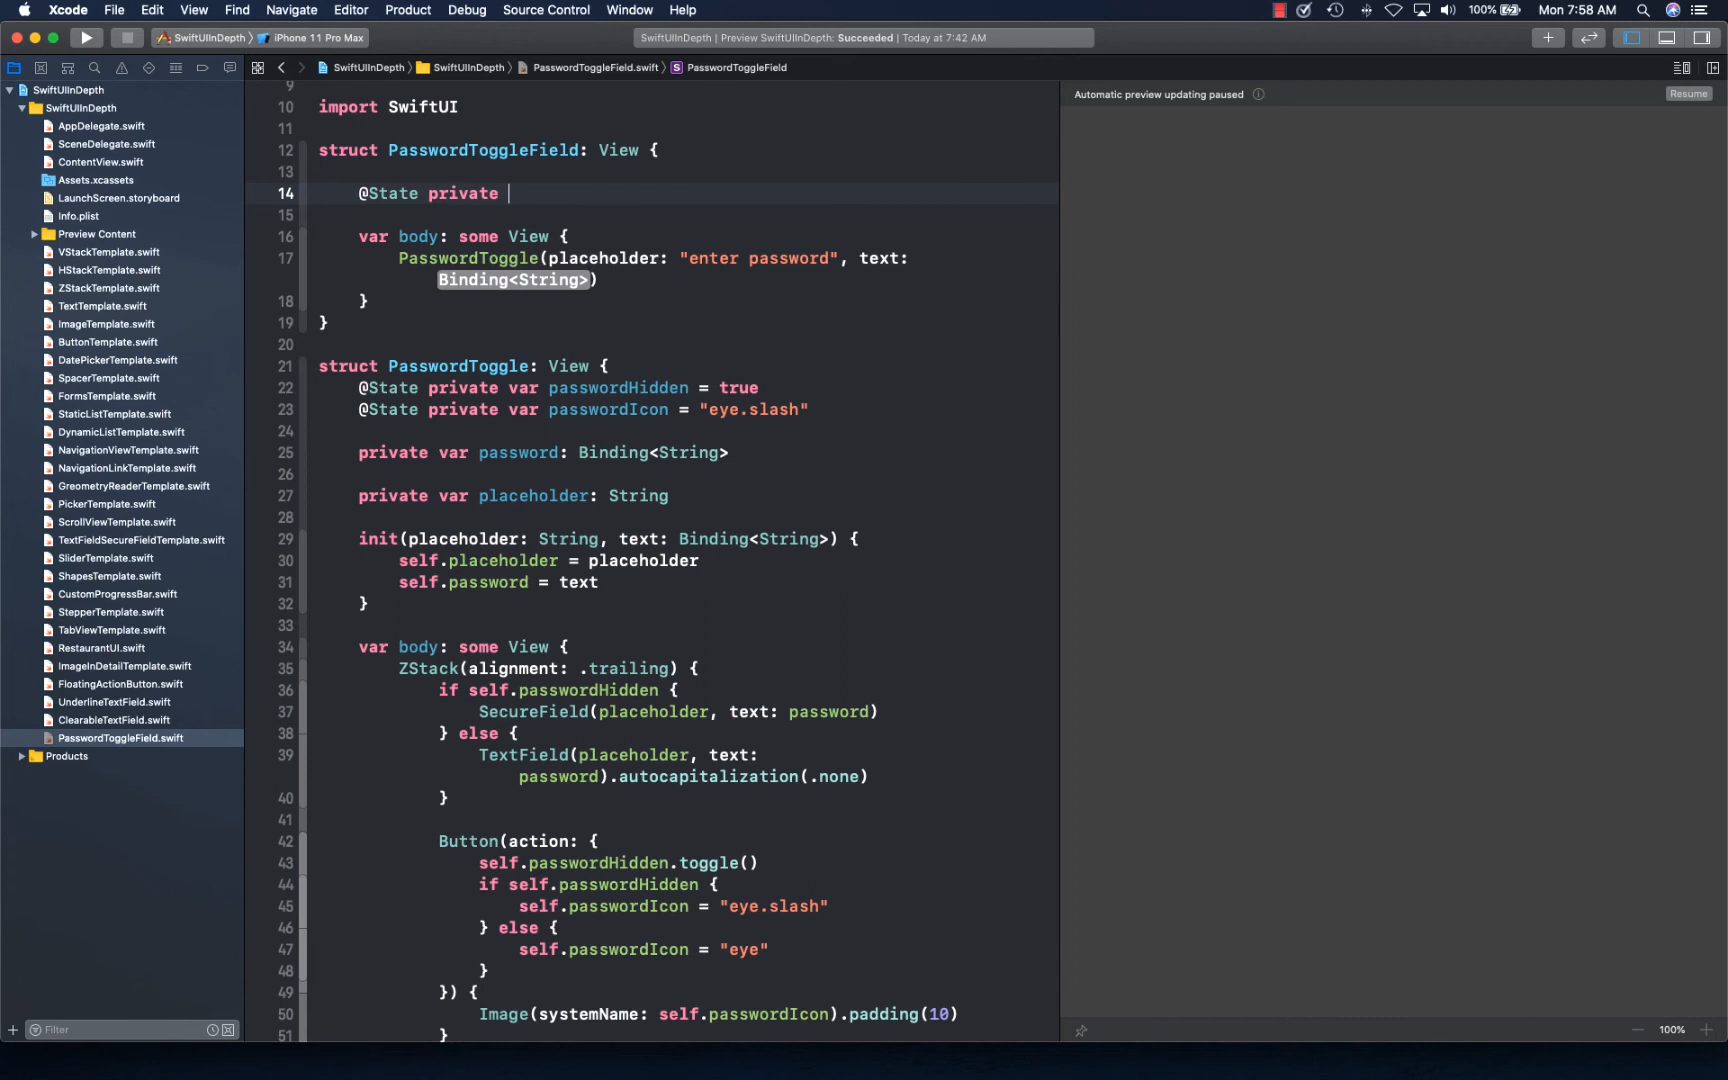 Xcode File Edit View Find Navigate Editor Product Debug Source Control Window Help 100% Mon 7:58 AM
SwiftUIInDepth iPhone 11 Pro Max SwiftUIInDepth | Preview SwiftUIInDepth: Succeeded | Today at 7:42 AM
SwiftUIInDepth SwiftUIInDepth PasswordToggleField.swift S PasswordToggleField
SwiftUIInDepth
SwiftUIInDepth
AppDelegate.swift
SceneDelegate.swift
ContentView.swift
Assets.xcassets
LaunchScreen.storyboard
Info.plist
Preview Content
VStackTemplate.swift
HStackTemplate.swift
ZStackTemplate.swift
TextTemplate.swift
ImageTemplate.swift
ButtonTemplate.swift
DatePickerTemplate.swift
SpacerTemplate.swift
FormsTemplate.swift
StaticListTemplate.swift
DynamicListTemplate.swift
NavigationViewTemplate.swift
NavigationLinkTemplate.swift
GreometryReaderTemplate.swift
PickerTemplate.swift
ScrollViewTemplate.swift
TextFieldSecureFieldTemplate.swift
SliderTemplate.swift
ShapesTemplate.swift
CustomProgressBar.swift
StepperTemplate.swift
TabViewTemplate.swift
RestaurantUI.swift
ImageInDetailTemplate.swift
FloatingActionButton.swift
UnderlineTextField.swift
ClearableTextField.swift
PasswordToggleField.swift
Products
Filter
9
10 import SwiftUI
11
12 struct PasswordToggleField: View {
13
14 @State private
15
16 var body: some View {
17 PasswordToggle(placeholder: "enter password", text:
Binding<String>)
18 }
19 }
20
21 struct PasswordToggle: View {
22 @State private var passwordHidden = true
23 @State private var passwordIcon = "eye.slash"
24
25 private var password: Binding<String>
26
27 private var placeholder: String
28
29 init(placeholder: String, text: Binding<String>) {
30 self.placeholder = placeholder
31 self.password = text
32 }
33
34 var body: some View {
35 ZStack(alignment: .trailing) {
36 if self.passwordHidden {
37 SecureField(placeholder, text: password)
38 } else {
39 TextField(placeholder, text:
password).autocapitalization(.none)
40 }
41
42 Button(action: {
43 self.passwordHidden.toggle()
44 if self.passwordHidden {
45 self.passwordIcon = "eye.slash"
46 } else {
47 self.passwordIcon = "eye"
48 }
49 }) {
50 Image(systemName: self.passwordIcon).padding(10)
51 }
Automatic preview updating paused
Resume
100%